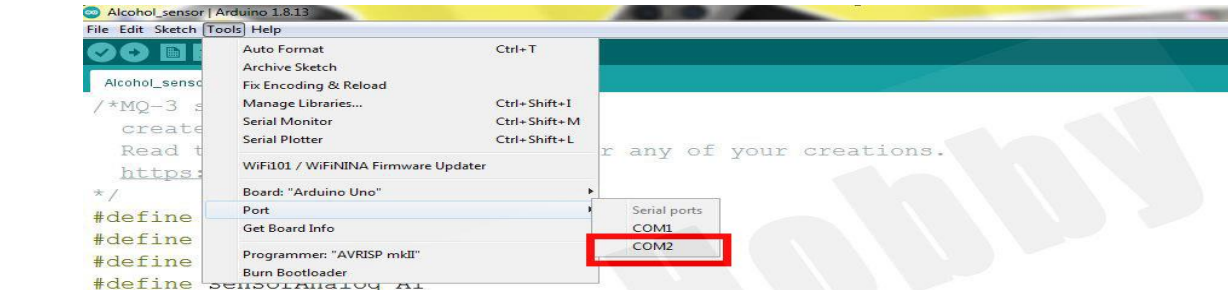 Alcohol_sensor | Arduino 1.8.13
File Edit Sketch Tools Help
Auto Format Ctrl+T
Archive Sketch
Alcohol_senso
Fix Encoding & Reload
/*MQ-3 s
Manage Libraries... Ctrl+Shift+I
create
Serial Monitor Ctrl+Shift+M
Serial Plotter Ctrl+Shift+L
Read t r any of your creations.
WiFi101 / WiFiNINA Firmware Updater
https:
*/
Board: "Arduino Uno"
Port Serial ports
#define
Get Board Info COM1
#define
COM2
Programmer: "AVRISP mkII"
#define
Burn Bootloader
#define sensorAnalog A1
obby